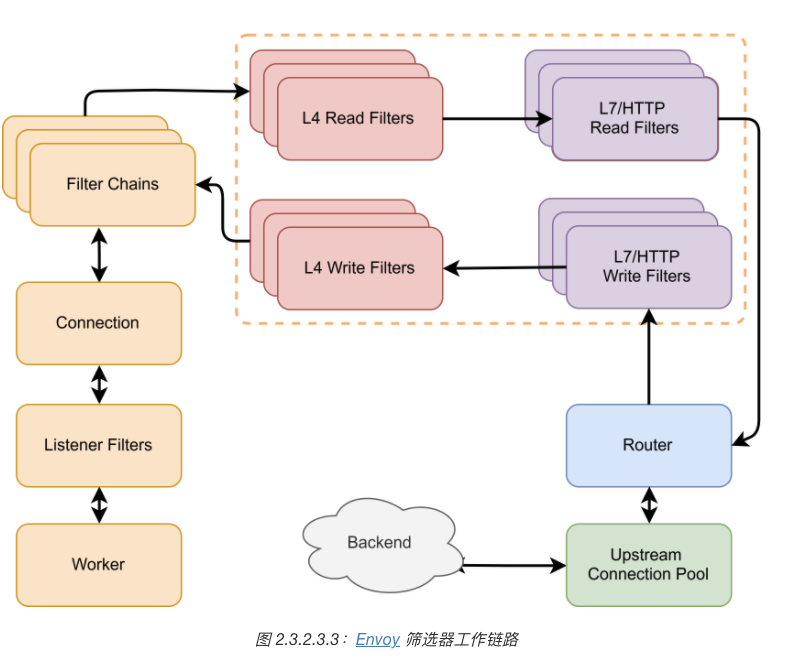 L4 Read Filters
L7/HTTP
Read Filters
Filter Chains
L4 Write Filters
L7/HTTP
Write Filters
Connection
Listener Filters
Router
Worker
Backend
Upstream
Connection Pool
图 2.3.2.3.3：Envoy 筛选器工作链路